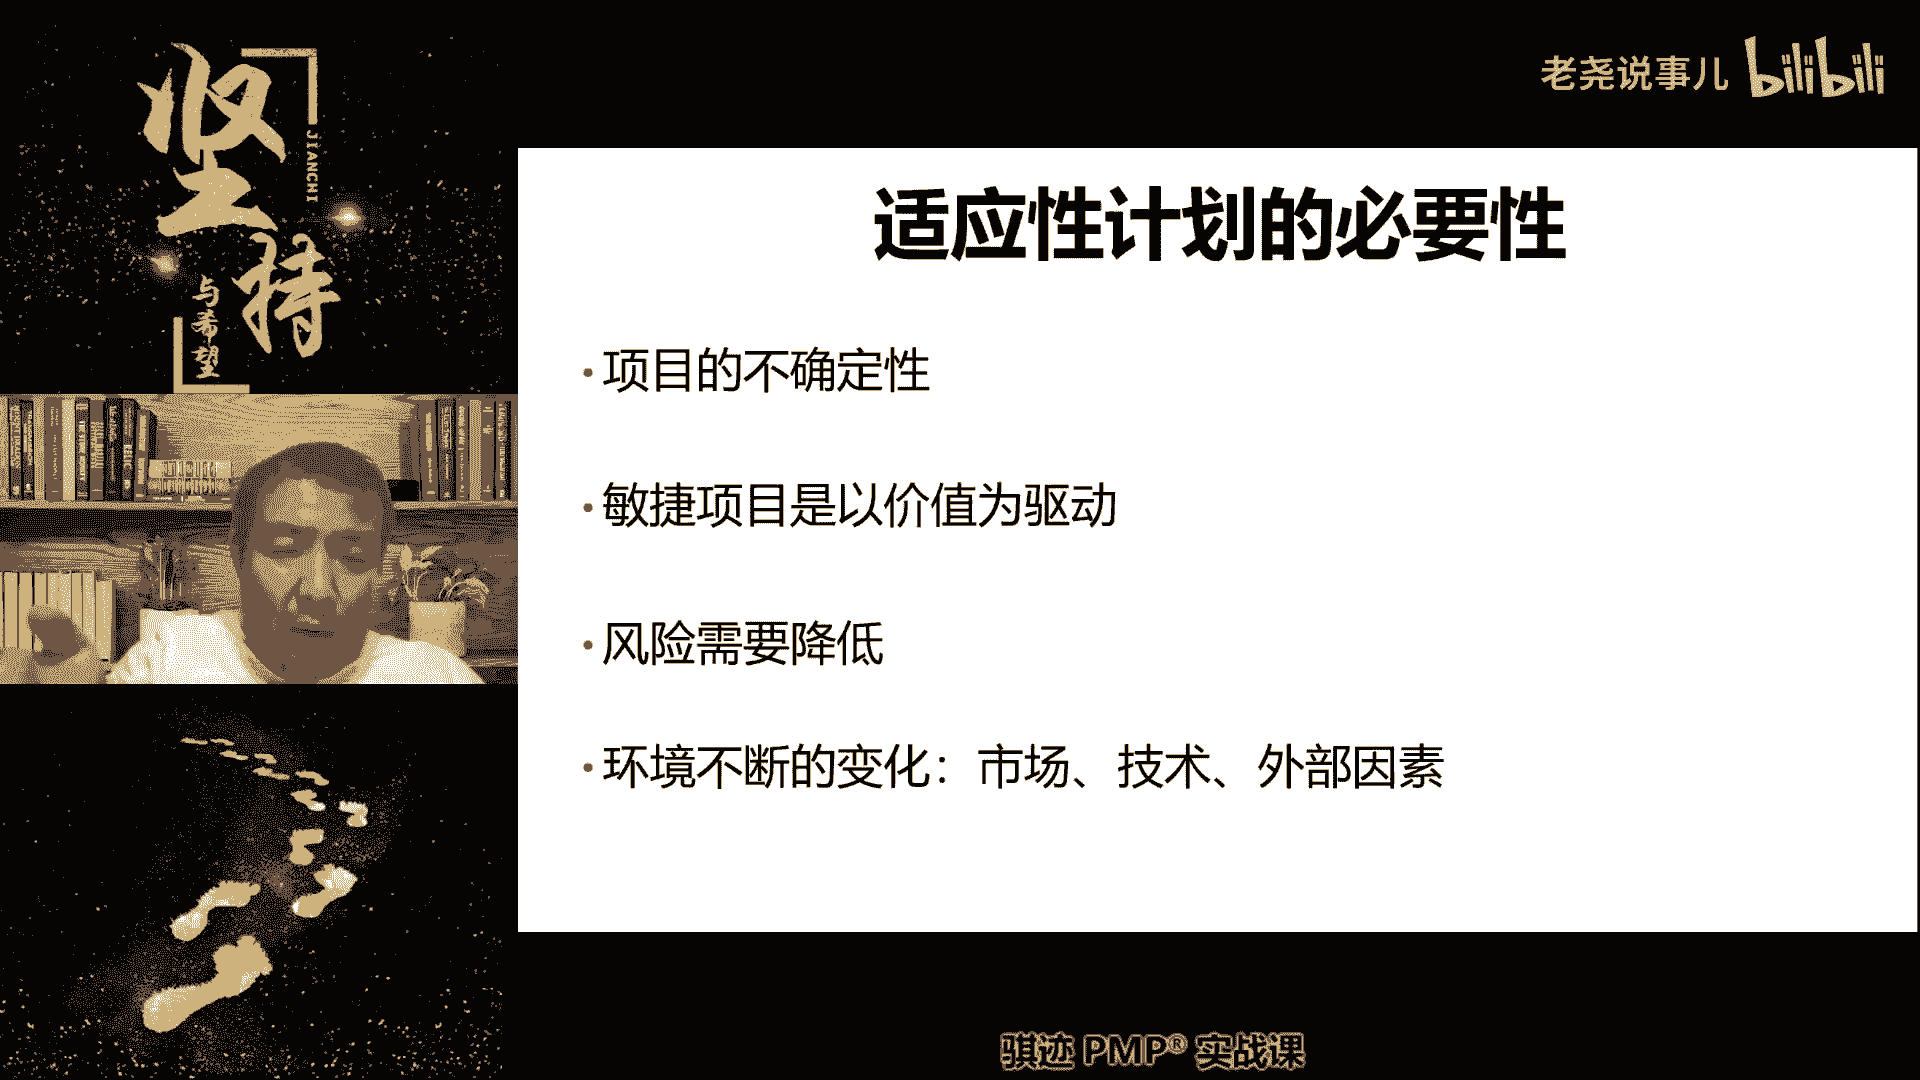 坚持
JIANCHI
与希望
老尧说事儿 bilibili
适应性计划的必要性
·项目的不确定性
·敏捷项目是以价值为驱动
·风险需要降低
·环境不断的变化：市场、技术、外部因素
骐迹 PMP® 实战课